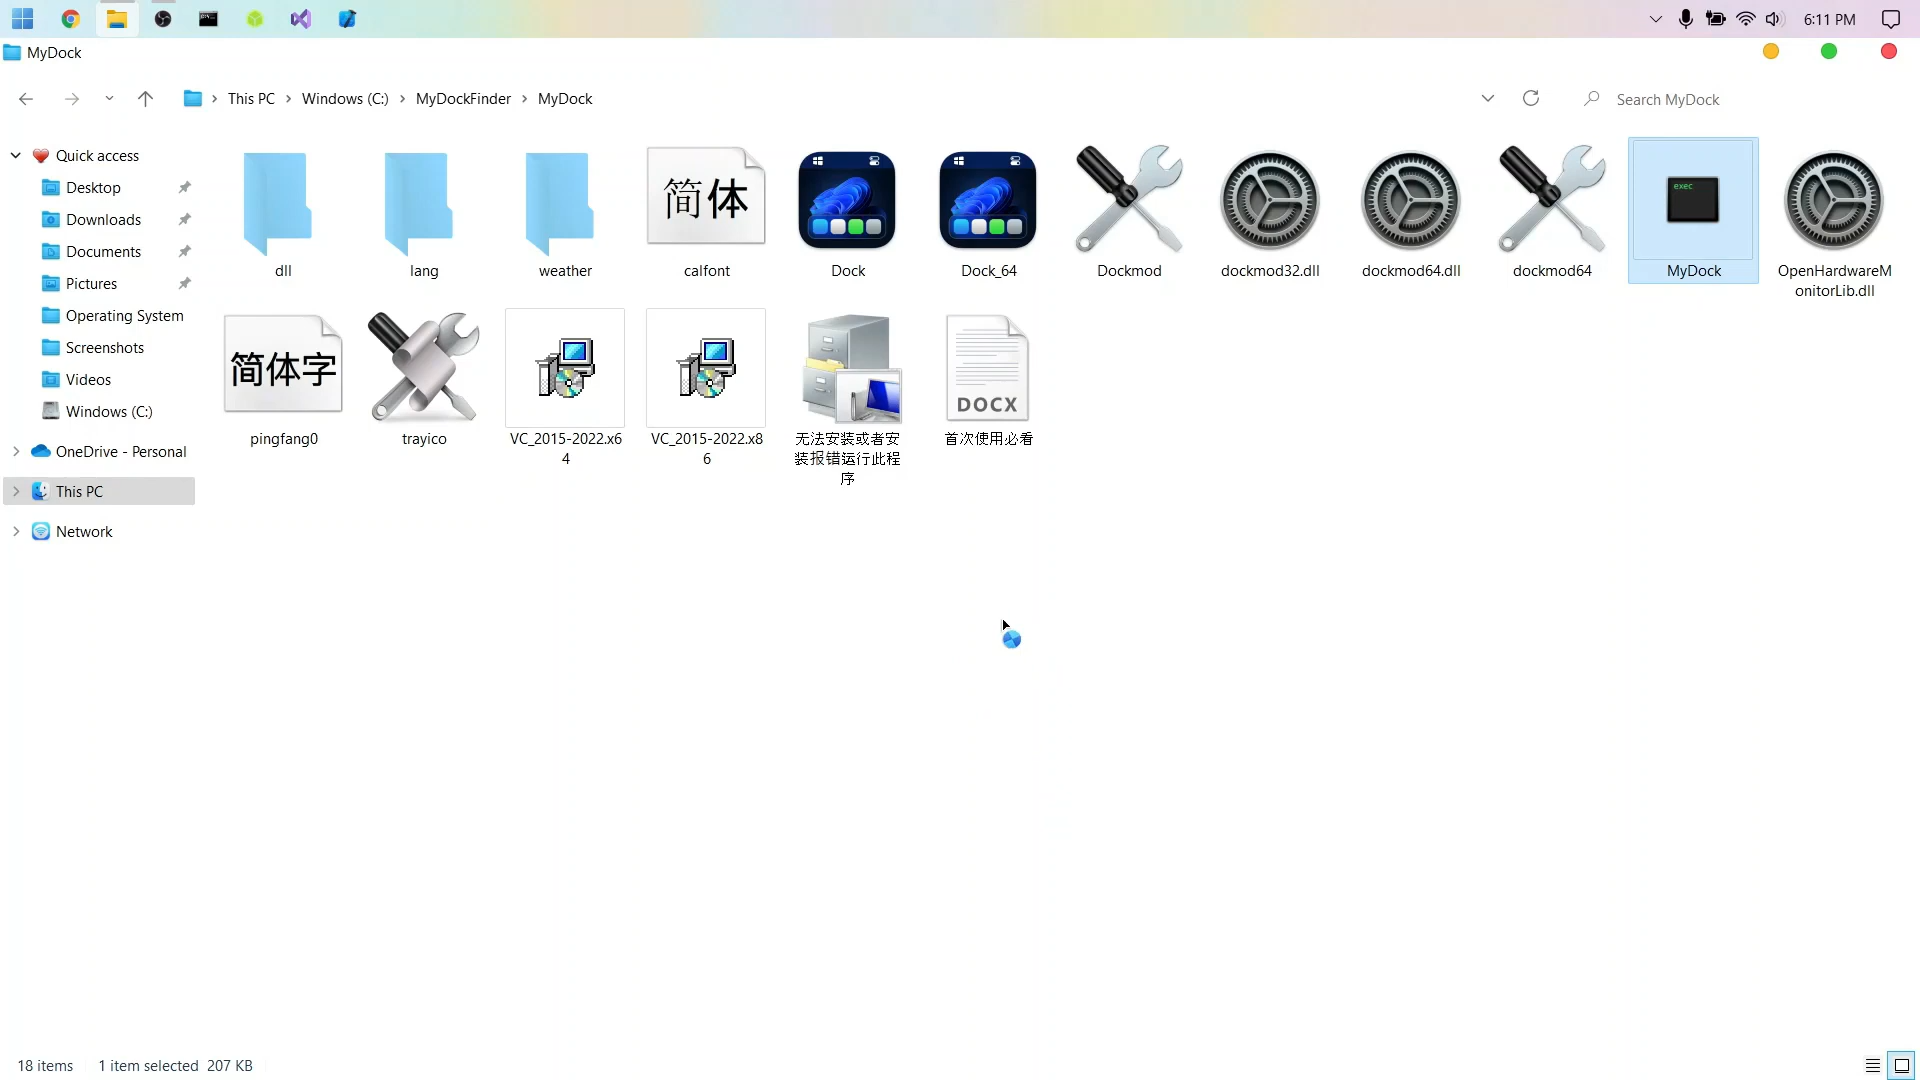 6:11 PM
MyDock
This PC
Windows (C:)
MyDockFinder
MyDock
Search MyDock
Quick access
Desktop
Downloads
Documents
Pictures
Operating System
Screenshots
Videos
Windows (C:)
OneDrive - Personal
This PC
Network
dll
lang
weather
简体
calfont
Dock
Dock_64
Dockmod
dockmod32.dll
dockmod64.dll
dockmod64
exec
MyDock
OpenHardwareM
onitorLib.dll
简体字
pingfang0
trayico
VC_2015-2022.x6
4
VC_2015-2022.x8
6
无法安装或者安
装报错运行此程
序
DOCX
首次使用必看
18 items
1 item selected 207 KB